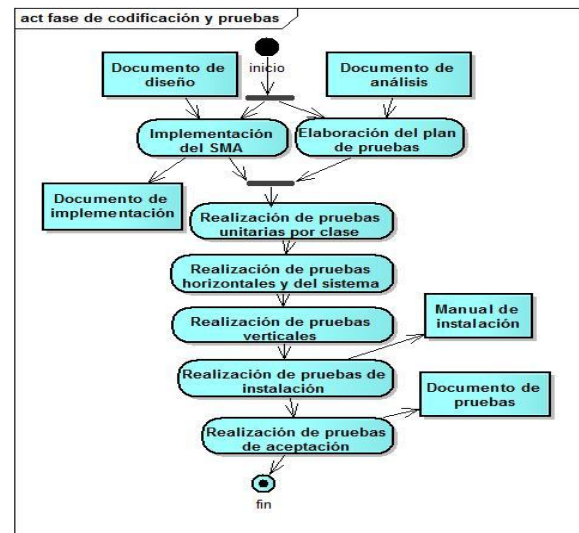 act fase de codificación y pruebas
Documento de
diseño
inicio
Documento de
análisis
Implementación
del SMA
Elaboración del plan
de pruebas
Documento de
implementación
Realización de pruebas
unitarias por clase
Realización de pruebas
horizontales y del sistema
Realización de pruebas
verticales
Manual de
instalación
Realización de pruebas de
instalación
Documento de
pruebas
Realización de pruebas
de aceptación
fin